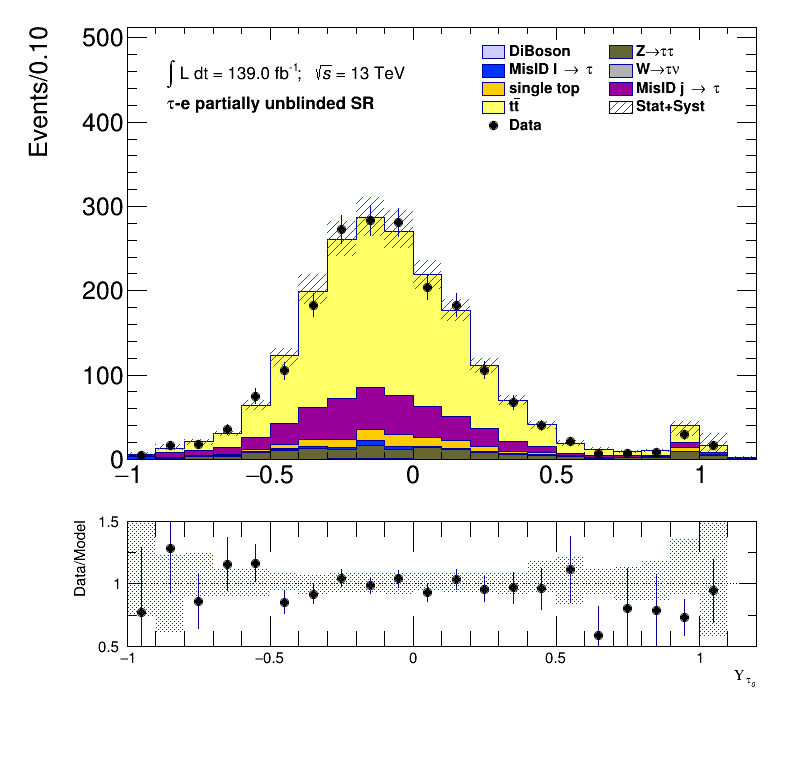 Events/0.10
500
400
300
200
100
0
∫ L dt = 139.0 fb⁻¹; √s = 13 TeV
τ-e partially unblinded SR
DiBoson
MisID l → τ
single top
tt̄
Data
Z→ττ
W→τν
MisID j → τ
Stat+Syst
−1 −0.5 0 0.5 1
Data/Model
1.5
1
0.5
−1 −0.5 0 0.5 1